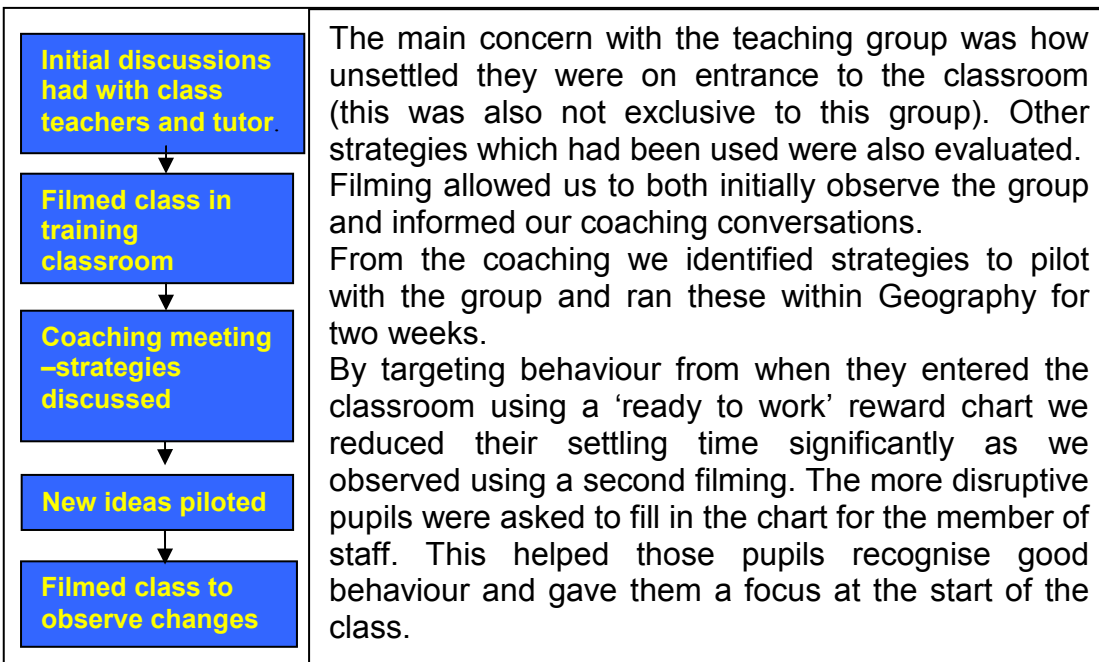 Initial discussions
had with class
teachers and tutor.
Filmed class in
training
classroom
Coaching meeting
–strategies
discussed
New ideas piloted
Filmed class to
observe changes
The main concern with the teaching group was how
unsettled they were on entrance to the classroom
(this was also not exclusive to this group). Other
strategies which had been used were also evaluated.
Filming allowed us to both initially observe the group
and informed our coaching conversations.
From the coaching we identified strategies to pilot
with the group and ran these within Geography for
two weeks.
By targeting behaviour from when they entered the
classroom using a ‘ready to work’ reward chart we
reduced their settling time significantly as we
observed using a second filming. The more disruptive
pupils were asked to fill in the chart for the member of
staff. This helped those pupils recognise good
behaviour and gave them a focus at the start of the
class.